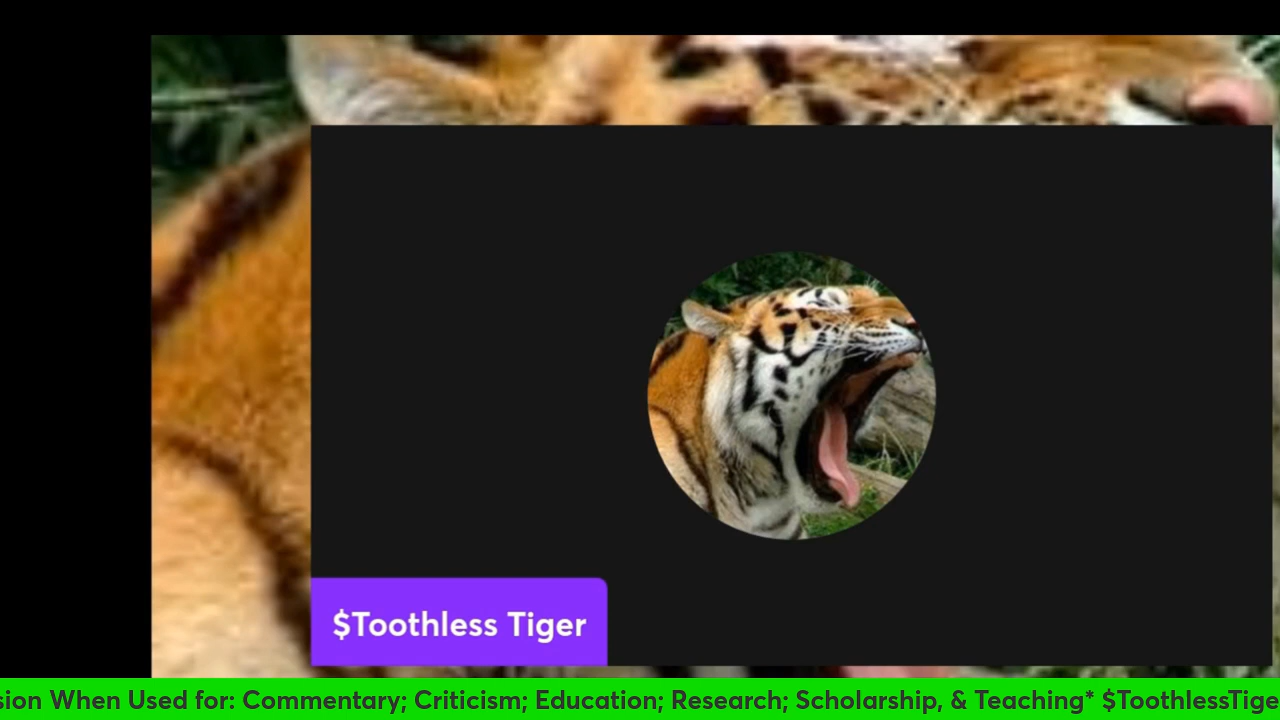 $Toothless Tiger
sion When Used for: Commentary; Criticism; Education; Research; Scholarship, & Teaching* $ToothlessTige